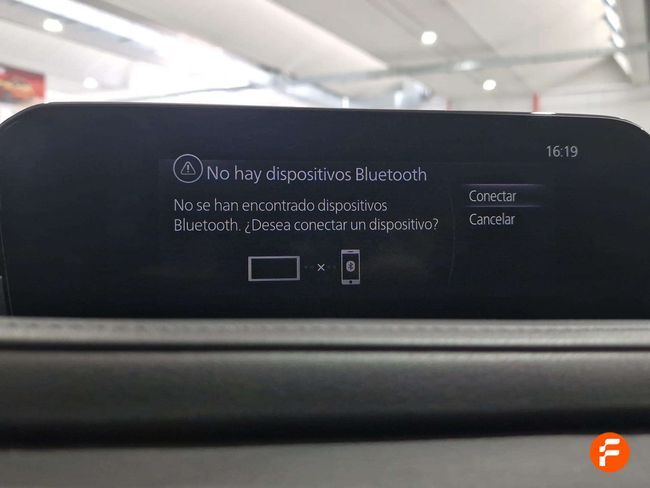 16:19
No hay dispositivos Bluetooth
No se han encontrado dispositivos
Bluetooth. ¿Desea conectar un dispositivo?
Conectar
Cancelar